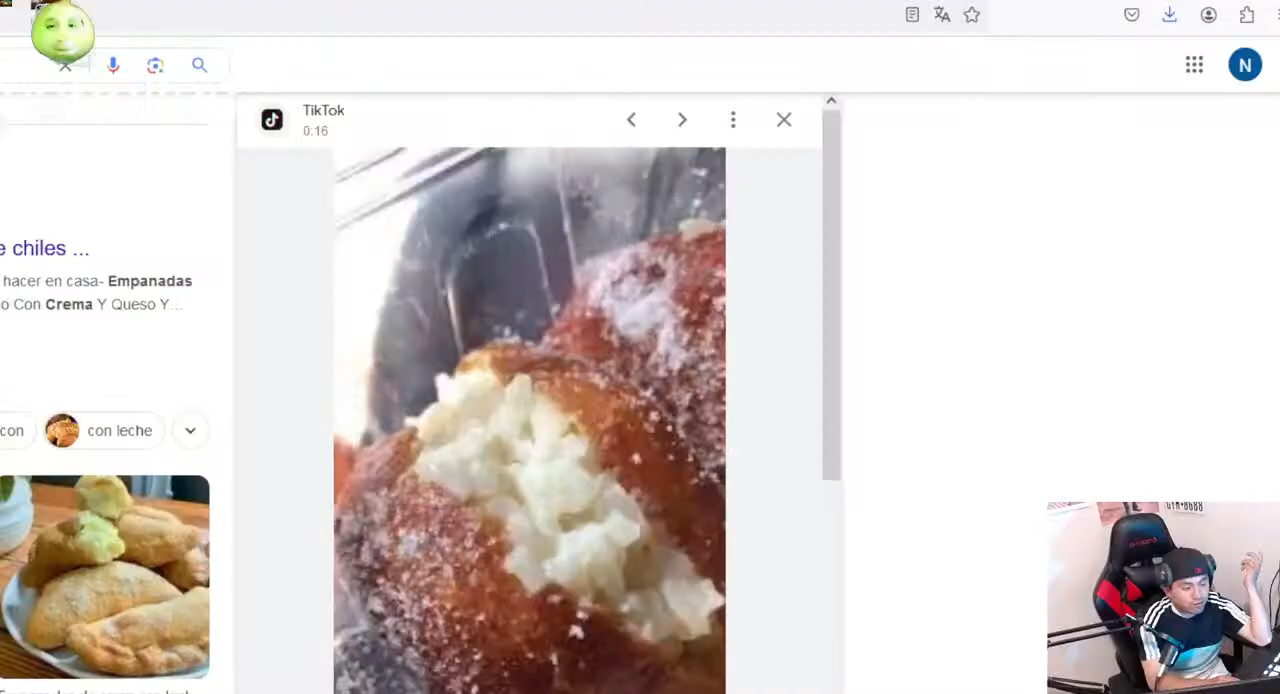 N
TikTok
0:16
e chiles ...
hacer en casa- Empanadas
o Con Crema Y Queso Y...
con
con leche